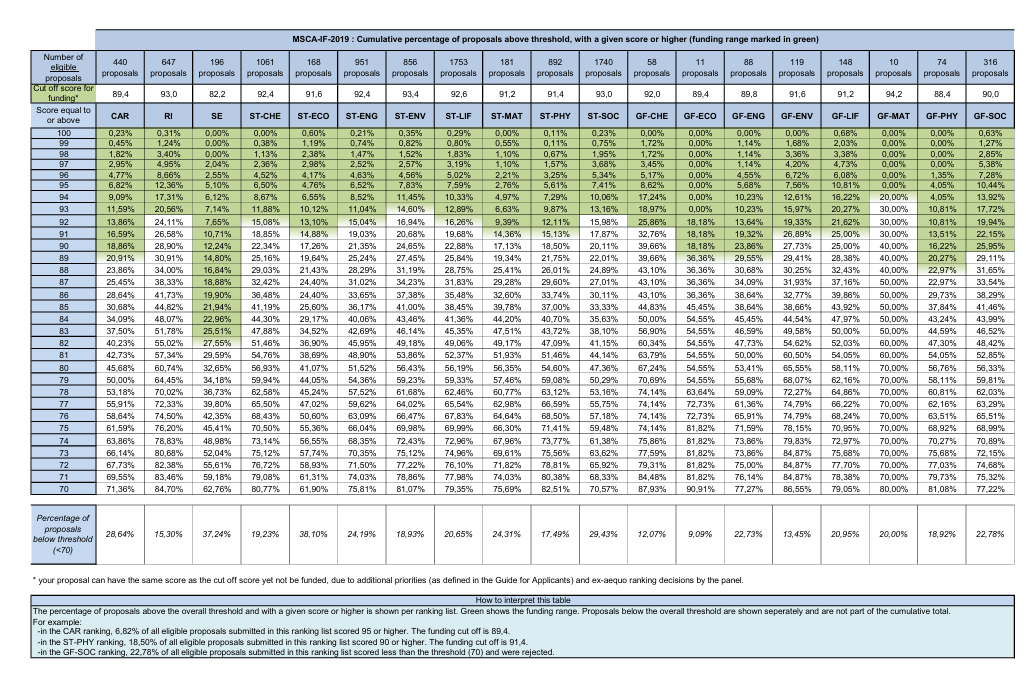 MSCA-IF-2019 : Cumulative percentage of proposals above threshold, with a given score or higher (funding range marked in green)
Number of eligible proposals 440 proposals 647 proposals 196 proposals 1061 proposals 168 proposals 951 proposals 856 proposals 1753 proposals 181 proposals 892 proposals 1740 proposals 58 proposals 11 proposals 88 proposals 119 proposals 148 proposals 10 proposals 74 proposals 316 proposals
Cut off score for funding* 89,4 93,0 82,2 92,4 91,6 92,4 93,4 92,6 91,2 91,4 93,0 92,0 89,4 89,8 91,6 91,2 94,2 88,4 90,0
Score equal to or above CAR RI SE ST-CHE ST-ECO ST-ENG ST-ENV ST-LIF ST-MAT ST-PHY ST-SOC GF-CHE GF-ECO GF-ENG GF-ENV GF-LIF GF-MAT GF-PHY GF-SOC
100 0,23% 0,31% 0,00% 0,00% 0,60% 0,21% 0,35% 0,29% 0,00% 0,11% 0,23% 0,00% 0,00% 0,00% 0,00% 0,68% 0,00% 0,00% 0,63%
99 0,45% 1,24% 0,00% 0,38% 1,19% 0,74% 0,82% 0,80% 0,55% 0,11% 0,75% 1,72% 0,00% 1,14% 1,68% 2,03% 0,00% 0,00% 1,27%
98 1,82% 3,40% 0,00% 1,13% 2,38% 1,47% 1,52% 1,83% 1,10% 0,67% 1,95% 1,72% 0,00% 1,14% 3,36% 3,38% 0,00% 0,00% 2,85%
97 2,95% 4,95% 2,04% 2,36% 2,98% 2,52% 2,57% 3,19% 1,10% 1,57% 3,68% 3,45% 0,00% 1,14% 4,20% 4,73% 0,00% 0,00% 5,38%
96 4,77% 8,66% 2,55% 4,52% 4,17% 4,63% 4,56% 5,02% 2,21% 3,25% 5,34% 5,17% 0,00% 4,55% 6,72% 6,08% 0,00% 1,35% 7,28%
95 6,82% 12,36% 5,10% 6,50% 4,76% 6,52% 7,83% 7,59% 2,76% 5,61% 7,41% 8,62% 0,00% 5,68% 7,56% 10,81% 0,00% 4,05% 10,44%
94 9,09% 17,31% 6,12% 8,67% 6,55% 8,52% 11,45% 10,33% 4,97% 7,29% 10,06% 17,24% 0,00% 10,23% 12,61% 16,22% 20,00% 4,05% 13,92%
93 11,59% 20,56% 7,14% 11,88% 10,12% 11,04% 14,60% 12,89% 6,63% 9,87% 13,16% 18,97% 0,00% 10,23% 15,97% 20,27% 30,00% 10,81% 17,72%
92 13,86% 24,11% 7,65% 15,08% 13,10% 15,04% 16,94% 16,26% 9,39% 12,11% 15,98% 25,86% 18,18% 13,64% 19,33% 21,62% 30,00% 10,81% 19,94%
91 16,59% 26,58% 10,71% 18,85% 14,88% 19,03% 20,68% 19,68% 14,36% 15,13% 17,87% 32,76% 18,18% 19,32% 26,89% 25,00% 30,00% 13,51% 22,15%
90 18,86% 28,90% 12,24% 22,34% 17,26% 21,35% 24,65% 22,88% 17,13% 18,50% 20,11% 39,66% 18,18% 23,86% 27,73% 25,00% 40,00% 16,22% 25,95%
89 20,91% 30,91% 14,80% 25,16% 19,64% 25,24% 27,45% 25,84% 19,34% 21,75% 22,01% 39,66% 36,36% 29,55% 29,41% 28,38% 40,00% 20,27% 29,11%
88 23,86% 34,00% 16,84% 29,03% 21,43% 28,29% 31,19% 28,75% 25,41% 26,01% 24,89% 43,10% 36,36% 30,68% 30,25% 32,43% 40,00% 22,97% 31,65%
87 25,45% 38,33% 18,88% 32,42% 24,40% 31,02% 34,23% 31,83% 29,28% 29,60% 27,01% 43,10% 36,36% 34,09% 31,93% 37,16% 50,00% 22,97% 33,54%
86 28,64% 41,73% 19,90% 36,48% 24,40% 33,65% 37,38% 35,48% 32,60% 33,74% 30,11% 43,10% 36,36% 38,64% 32,77% 39,86% 50,00% 29,73% 38,29%
85 30,68% 44,82% 21,94% 41,19% 25,60% 36,17% 41,00% 38,45% 39,78% 37,00% 33,33% 44,83% 45,45% 38,64% 38,66% 43,92% 50,00% 37,84% 41,46%
84 34,09% 48,07% 22,96% 44,30% 29,17% 40,06% 43,46% 41,36% 44,20% 40,70% 35,63% 50,00% 54,55% 45,45% 44,54% 47,97% 50,00% 43,24% 43,99%
83 37,50% 51,78% 25,51% 47,88% 34,52% 42,69% 46,14% 45,35% 47,51% 43,72% 38,10% 56,90% 54,55% 46,59% 49,58% 50,00% 50,00% 44,59% 46,52%
82 40,23% 55,02% 27,55% 51,46% 36,90% 45,95% 49,18% 49,06% 49,17% 47,09% 41,15% 60,34% 54,55% 47,73% 54,62% 52,03% 60,00% 47,30% 48,42%
81 42,73% 57,34% 29,59% 54,76% 38,69% 48,90% 53,86% 52,37% 51,93% 51,46% 44,14% 63,79% 54,55% 50,00% 60,50% 54,05% 60,00% 54,05% 52,85%
80 45,68% 60,74% 32,65% 56,93% 41,07% 51,52% 56,43% 56,19% 56,35% 54,60% 47,36% 67,24% 54,55% 53,41% 65,55% 58,11% 70,00% 56,76% 56,33%
79 50,00% 64,45% 34,18% 59,94% 44,05% 54,36% 59,23% 59,33% 57,46% 59,08% 50,29% 70,69% 54,55% 55,68% 68,07% 62,16% 70,00% 58,11% 59,81%
78 53,18% 70,02% 36,73% 62,58% 45,24% 57,52% 61,68% 62,46% 60,77% 63,12% 53,16% 74,14% 63,64% 59,09% 72,27% 64,86% 70,00% 60,81% 62,03%
77 55,91% 72,33% 39,80% 65,50% 47,02% 59,62% 64,02% 65,54% 62,98% 66,59% 55,75% 74,14% 72,73% 61,36% 74,79% 66,22% 70,00% 62,16% 63,29%
76 58,64% 74,50% 42,35% 68,43% 50,60% 63,09% 66,47% 67,83% 64,64% 68,50% 57,18% 74,14% 72,73% 65,91% 74,79% 68,24% 70,00% 63,51% 65,51%
75 61,59% 76,20% 45,41% 70,50% 55,36% 66,04% 69,98% 69,99% 66,30% 71,41% 59,48% 74,14% 81,82% 71,59% 78,15% 70,95% 70,00% 68,92% 68,99%
74 63,86% 78,83% 48,98% 73,14% 56,55% 68,35% 72,43% 72,96% 67,96% 73,77% 61,38% 75,86% 81,82% 73,86% 79,83% 72,97% 70,00% 70,27% 70,89%
73 66,14% 80,68% 52,04% 75,12% 57,74% 70,35% 75,12% 74,96% 69,61% 75,56% 63,62% 77,59% 81,82% 73,86% 84,87% 75,68% 70,00% 75,68% 72,15%
72 67,73% 82,38% 55,61% 76,72% 58,93% 71,50% 77,22% 76,10% 71,82% 78,81% 65,92% 79,31% 81,82% 75,00% 84,87% 77,70% 70,00% 77,03% 74,68%
71 69,55% 83,46% 59,18% 79,08% 61,31% 74,03% 78,86% 77,98% 74,03% 80,38% 68,33% 84,48% 81,82% 76,14% 84,87% 78,38% 70,00% 79,73% 75,32%
70 71,36% 84,70% 62,76% 80,77% 61,90% 75,81% 81,07% 79,35% 75,69% 82,51% 70,57% 87,93% 90,91% 77,27% 86,55% 79,05% 80,00% 81,08% 77,22%
Percentage of proposals below threshold (<70) 28,64% 15,30% 37,24% 19,23% 38,10% 24,19% 18,93% 20,65% 24,31% 17,49% 29,43% 12,07% 9,09% 22,73% 13,45% 20,95% 20,00% 18,92% 22,78%
* your proposal can have the same score as the cut off score yet not be funded, due to additional priorities (as defined in the Guide for Applicants) and ex-aequo ranking decisions by the panel.
How to interpret this table
The percentage of proposals above the overall threshold and with a given score or higher is shown per ranking list. Green shows the funding range. Proposals below the overall threshold are shown seperately and are not part of the cumulative total.
For example:
-in the CAR ranking, 6,82% of all eligible proposals submitted in this ranking list scored 95 or higher. The funding cut off is 89,4.
-in the ST-PHY ranking, 18,50% of all eligible proposals submitted in this ranking list scored 90 or higher. The funding cut off is 91,4.
-in the GF-SOC ranking, 22,78% of all eligible proposals submitted in this ranking list scored less than the threshold (70) and were rejected.